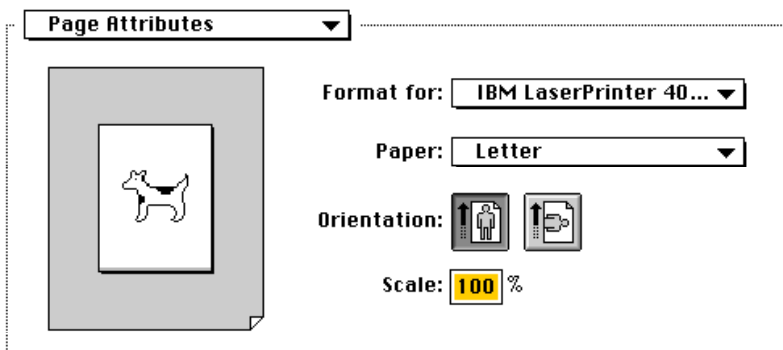 Page Attributes
Format for: IBM LaserPrinter 40...
Paper: Letter
Orientation:
Scale: 100 %